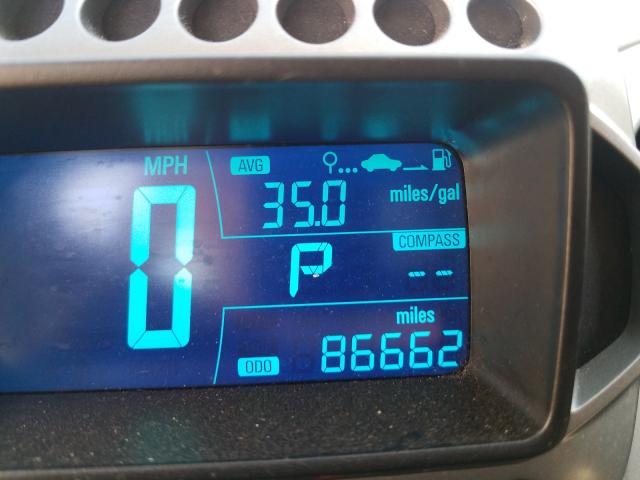 MPH
AVG
35.0 miles/gal
0
P
COMPASS
-- --
miles
ODO 86662